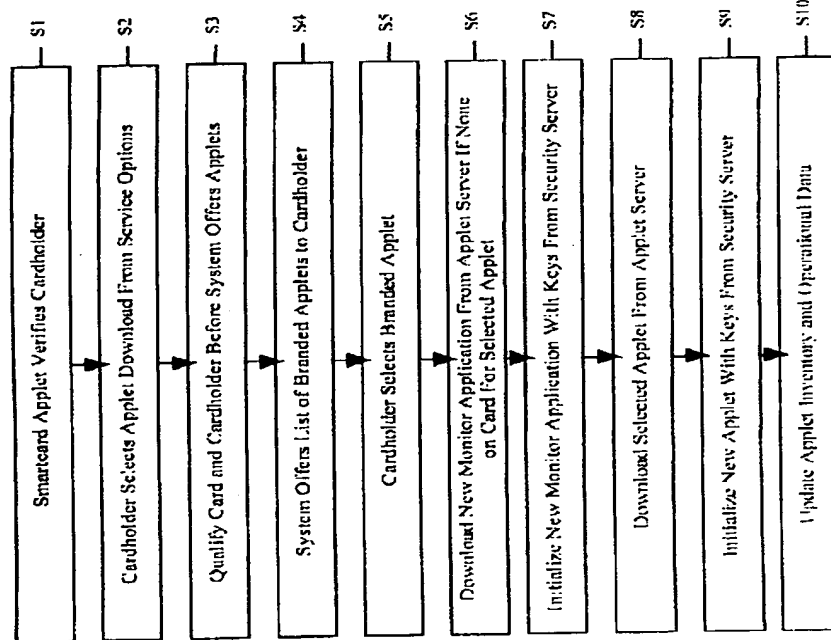 Smartcard Applet Verifies Cardholder
S1
Cardholder Selects Applet Download From Service Options
S2
Qualify Card and Cardholder Before System Offers Applets
S3
System Offers List of Branded Applets to Cardholder
S4
Cardholder Selects Branded Applet
S5
Download New Monitor Application From Applet Server If None
on Card For Selected Applet
S6
Initialize New Monitor Application With Keys From Security Server
S7
Download Selected Applet From Applet Server
S8
Initialize New Applet With Keys From Security Server
S9
Update Applet Inventory and Operational Data
S10